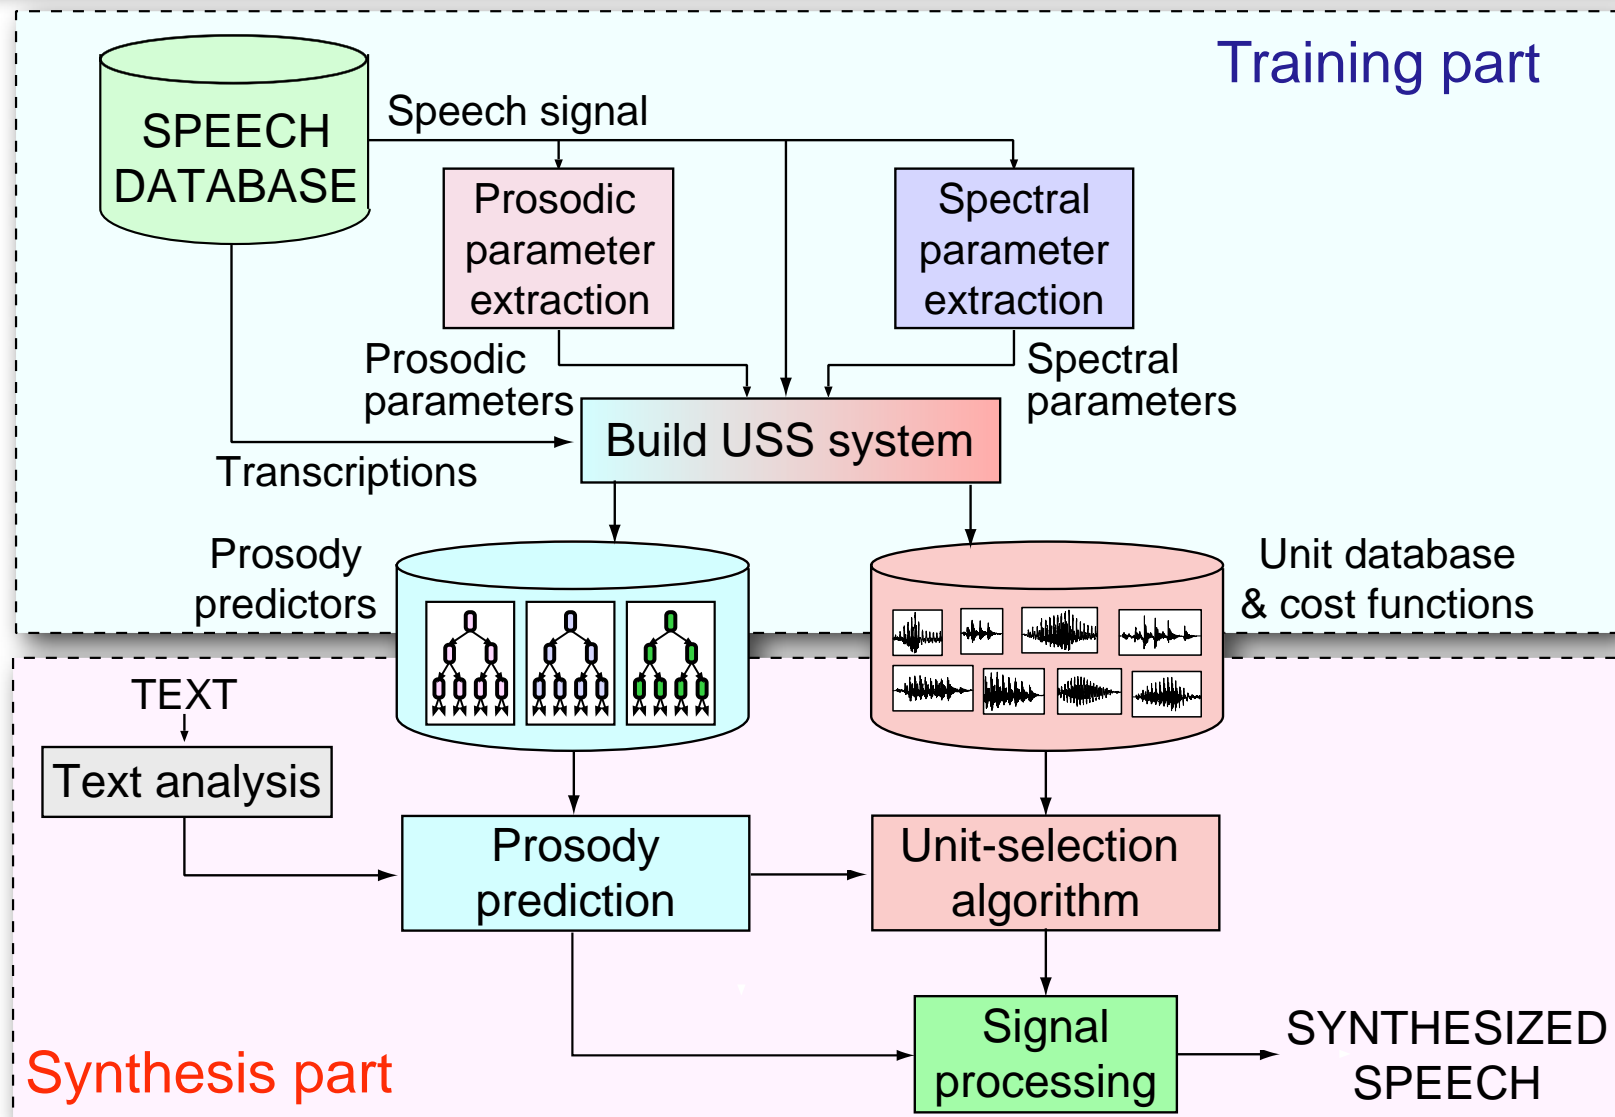 Training part
SPEECH
DATABASE
Speech signal
Prosodic
parameter
extraction
Spectral
parameter
extraction
Prosodic
parameters
Spectral
parameters
Build USS system
Transcriptions
Prosody
predictors
Unit database
& cost functions
TEXT
Text analysis
Prosody
prediction
Unit-selection
algorithm
Signal
processing
SYNTHESIZED
SPEECH
Synthesis part